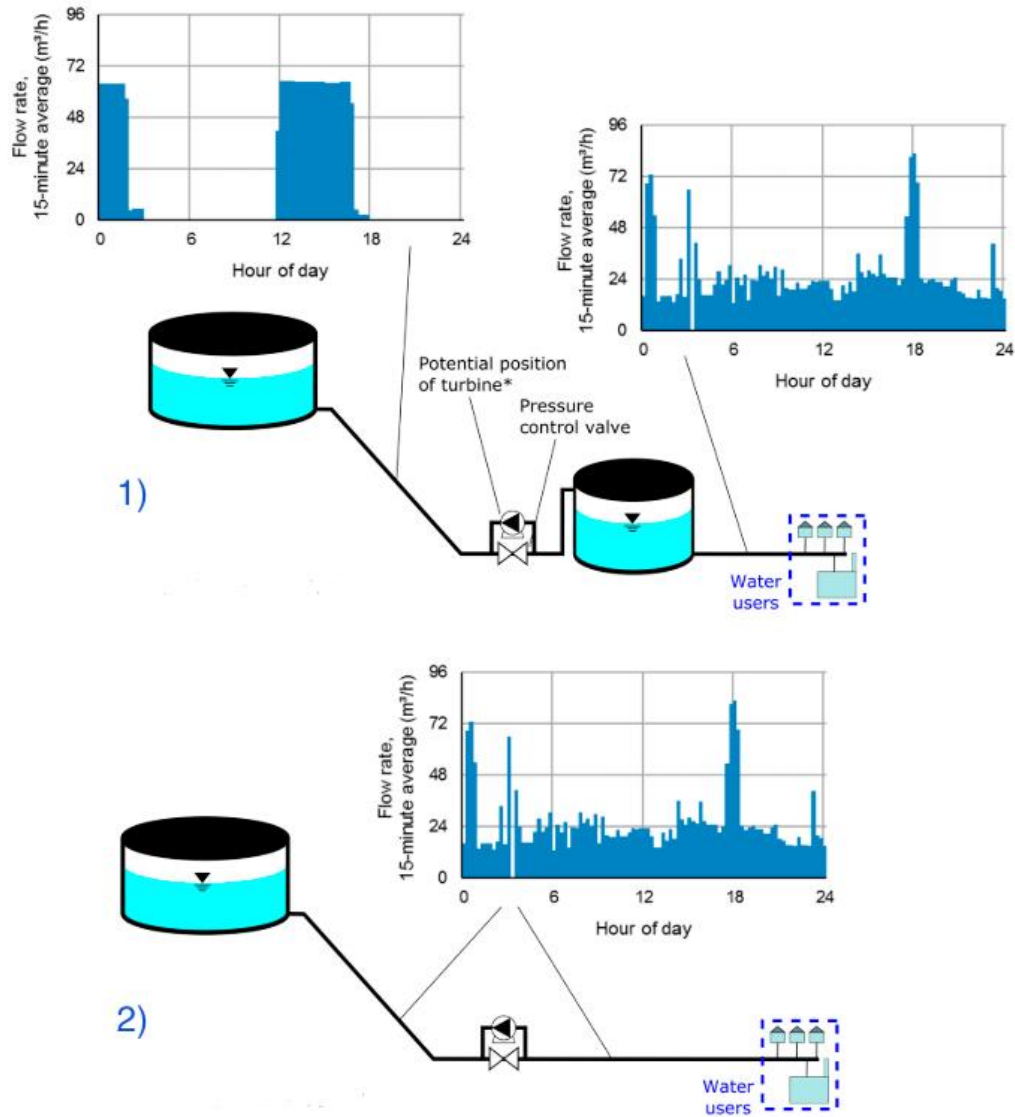 Flow rate,
15-minute average (m³/h)
96
72
48
24
0
0 6 12 18 24
Hour of day
Flow rate,
15-minute average (m³/h)
96
72
48
24
0
0 6 12 18 24
Hour of day
Potential position
of turbine*
Pressure
control valve
1)
Water
users
Flow rate,
15-minute average (m³/h)
96
72
48
24
0
0 6 12 18 24
Hour of day
2)
Water
users